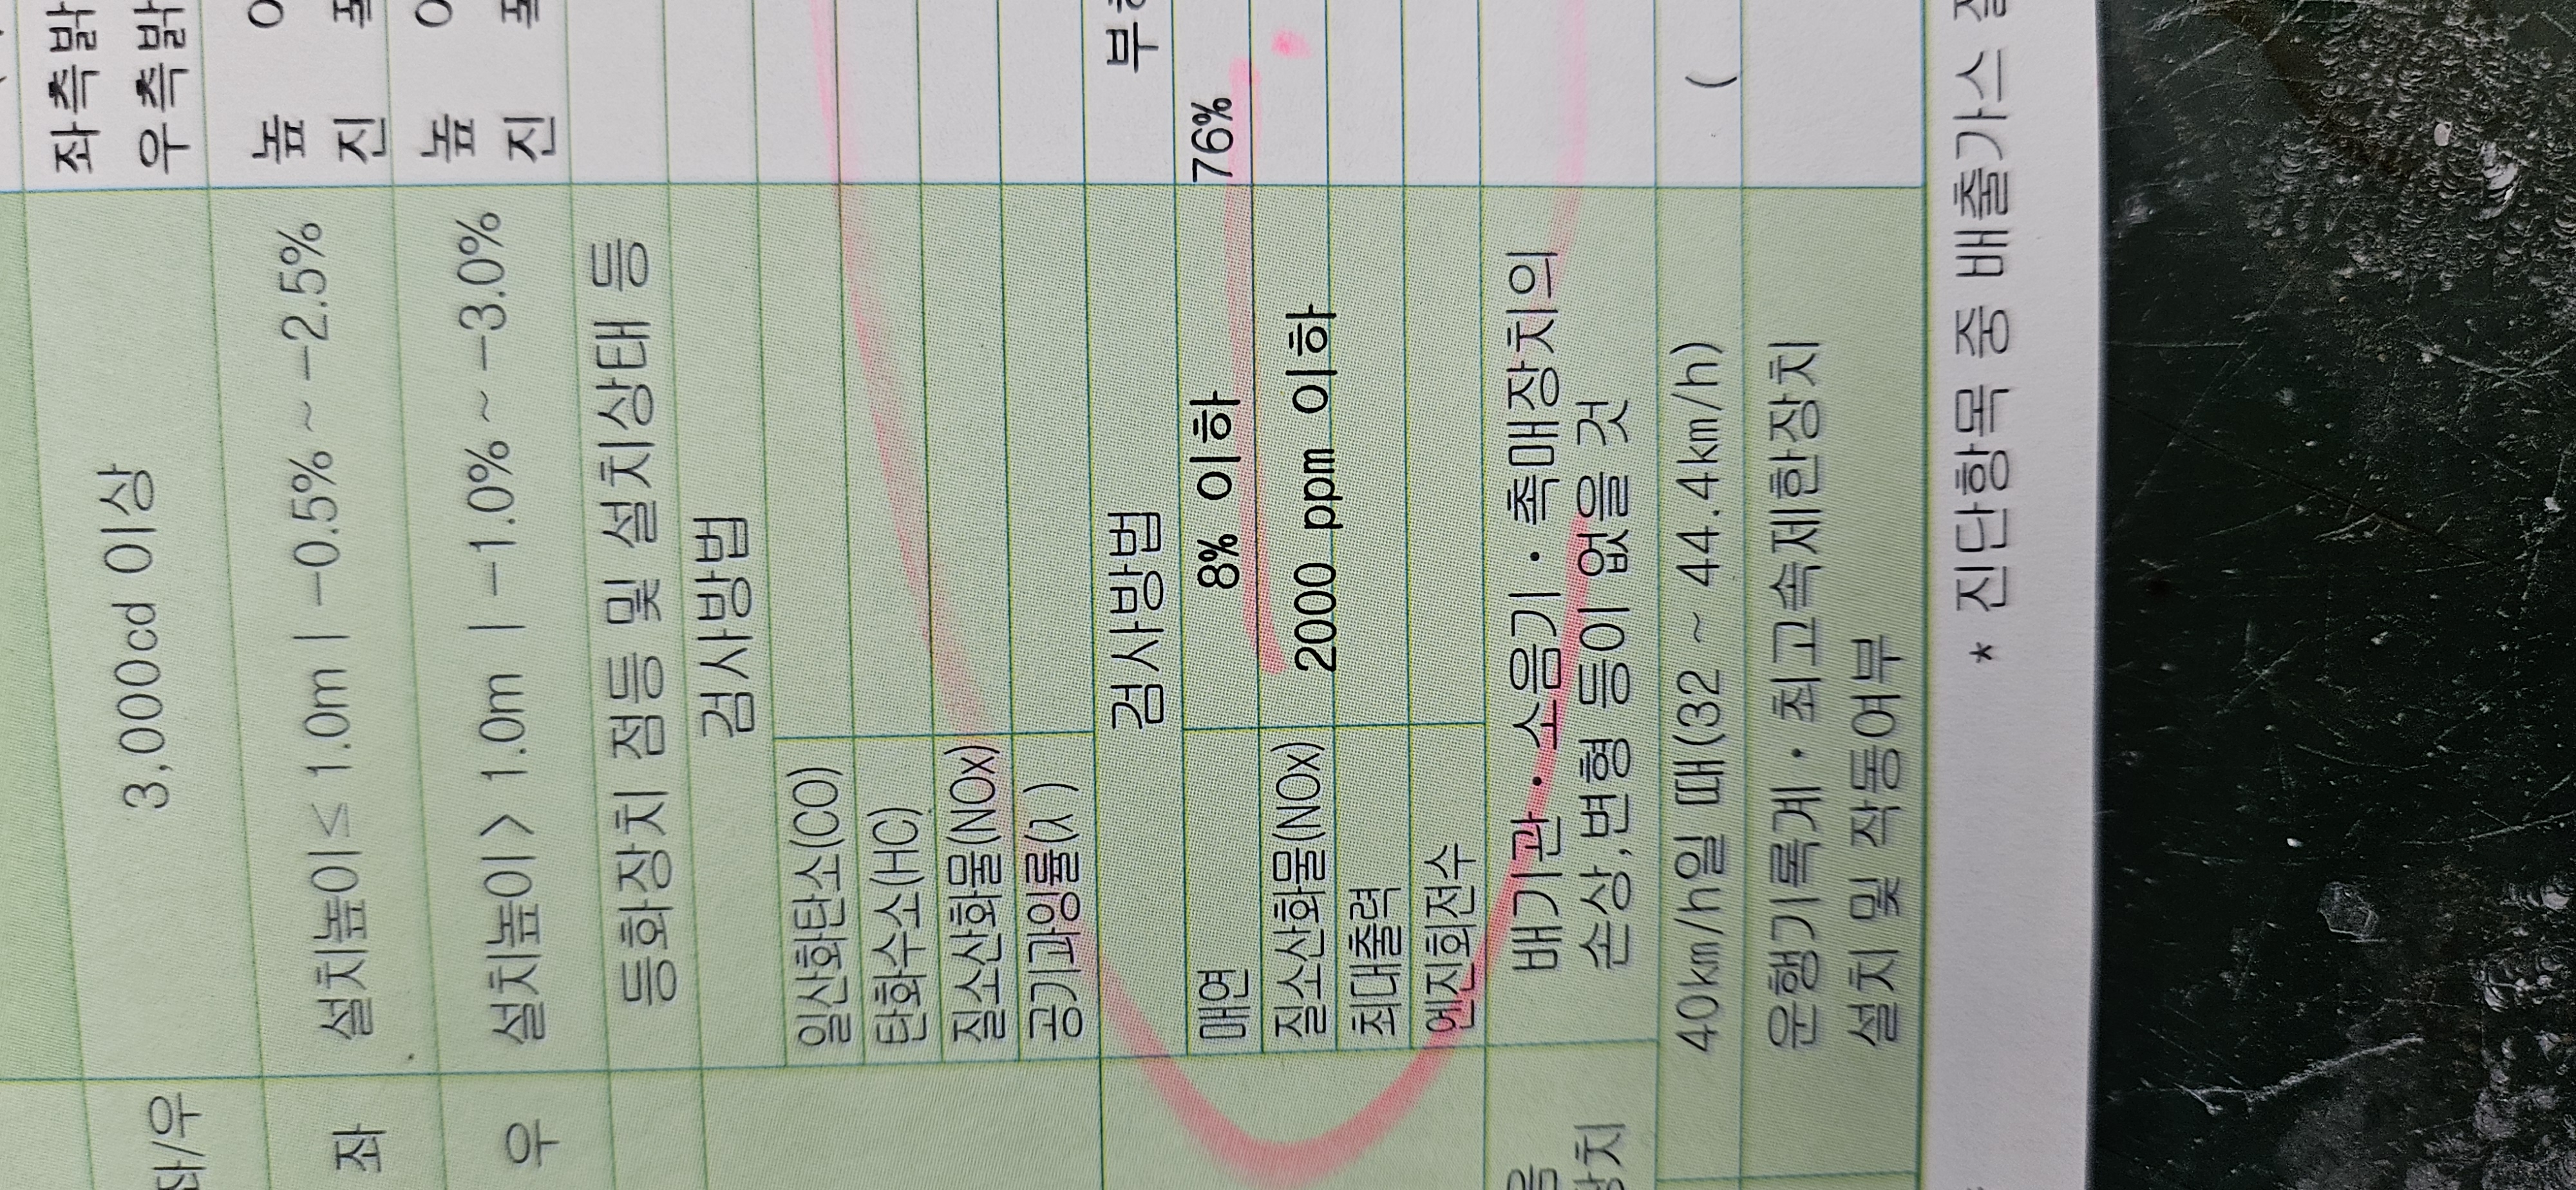 3,000cd 이상
좌측
우측
좌/우
좌 설치높이≤ 1.0m | -0.5% ~ -2.5%
진
우 설치높이> 1.0m | -1.0% ~ -3.0%
진
등화장치 점등 및 설치상태 등
검사방법
일산화탄소(CO)
탄화수소(HC)
질소산화물(NOx)
공기과잉률(λ)
검사방법 부
매연 8% 이하 76%
질소산화물(NOx) 2000 ppm 이하
최대출력
엔진회전수
배기관·소음기·촉매장치의
손상,변형 등이 없을 것
40km/h일 때(32 ~ 44.4km/h) (
운행기록계·최고속제한장치
설치 및 작동여부
* 진단항목 중 배출가스